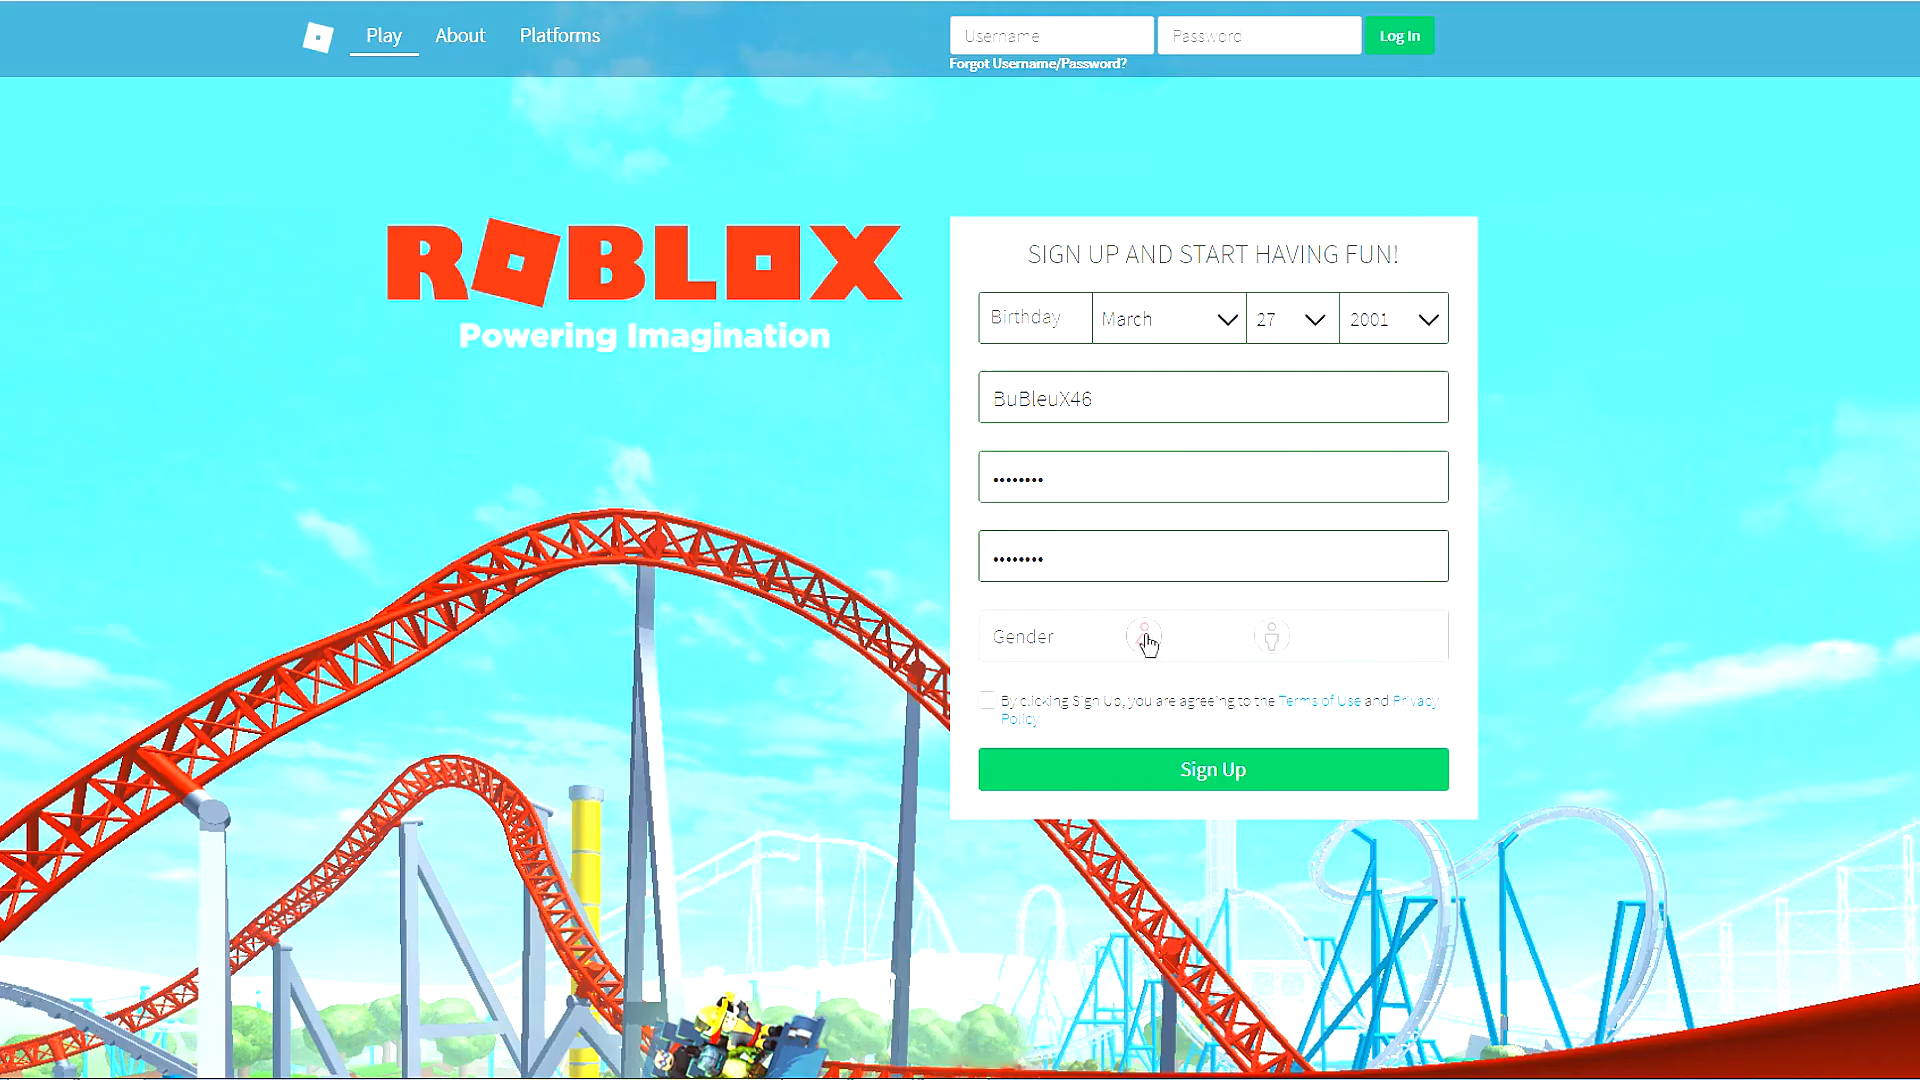 Play About Platforms
Username Password Log In
Forgot Username/Password?
ROBLOX
Powering Imagination
SIGN UP AND START HAVING FUN!
Birthday March 27 2001
BuBleuX46
••••••••
••••••••
Gender
By clicking Sign Up, you are agreeing to the Terms of Use and Privacy
Policy
Sign Up